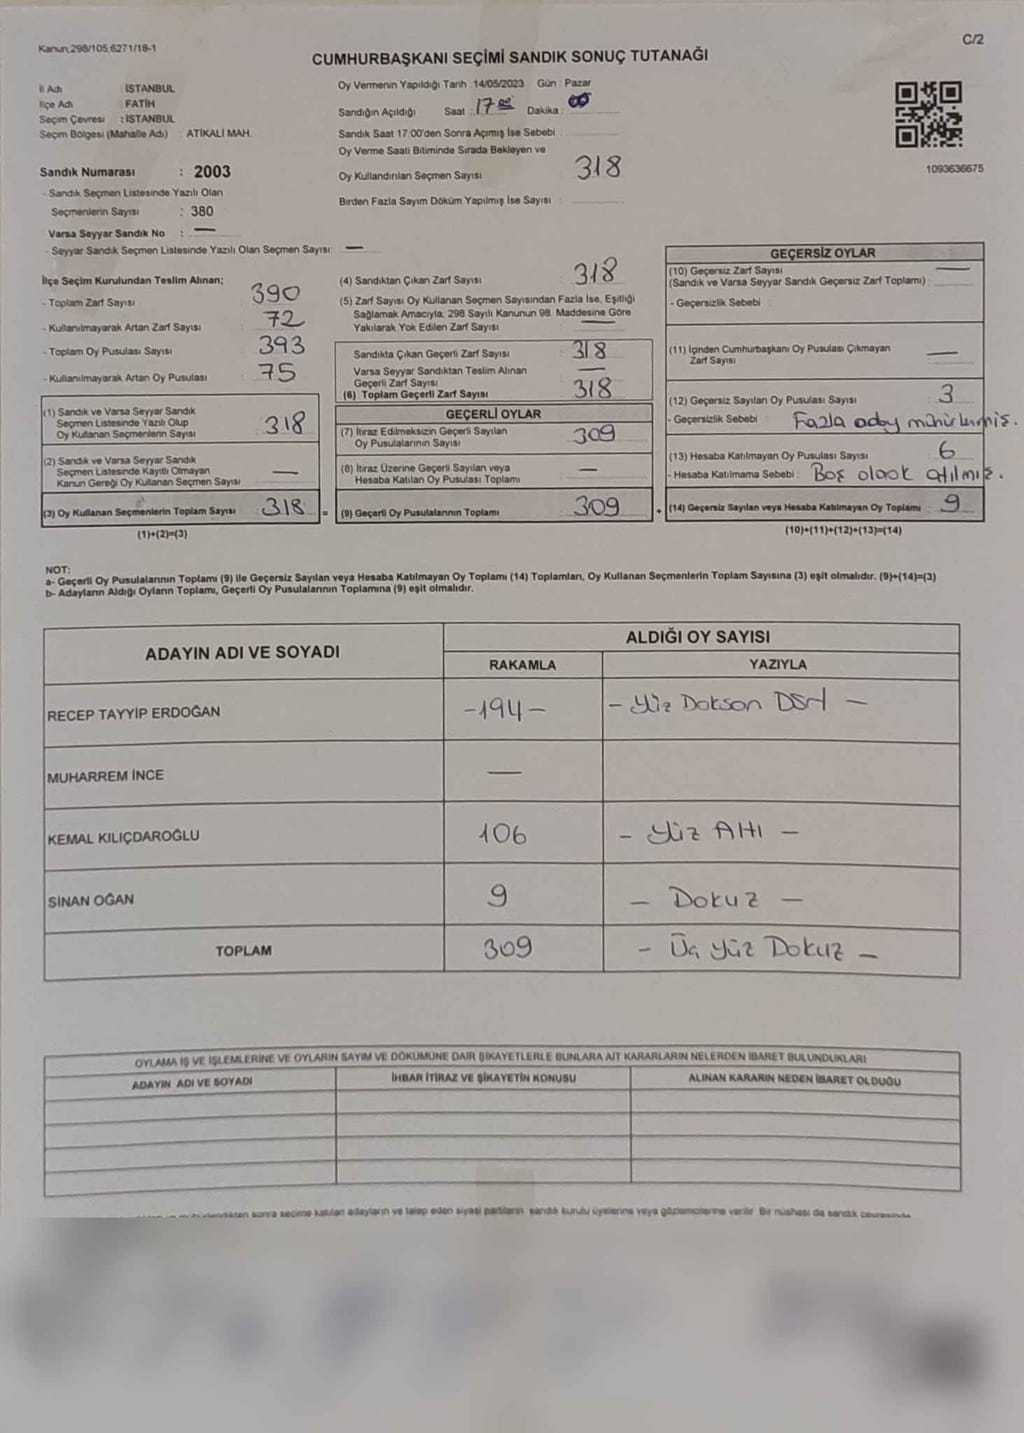 Kanun;298/105,6271/18-1
C/2
CUMHURBAŞKANI SEÇİMİ SANDIK SONUÇ TUTANAĞI
İl Adı : İSTANBUL
İlçe Adı : FATİH
Seçim Çevresi : İSTANBUL
Seçim Bölgesi (Mahalle Adı) : ATİKALİ MAH.
Sandık Numarası : 2003
- Sandık Seçmen Listesinde Yazılı Olan
Seçmenlerin Sayısı : 380
Varsa Seyyar Sandık No : —
- Seyyar Sandık Seçmen Listesinde Yazılı Olan Seçmen Sayısı: —
Oy Vermenin Yapıldığı Tarih : 14/05/2023 Gün : Pazar
Sandığın Açıldığı Saat : 17 Dakika :
Sandık Saat 17:00'den Sonra Açımış İse Sebebi :
Oy Verme Saati Bitiminde Sırada Bekleyen ve
Oy Kullandırılan Seçmen Sayısı 318
Birden Fazla Sayım Döküm Yapılmış İse Sayısı :
1093636675
İlçe Seçim Kurulundan Teslim Alınan;
- Toplam Zarf Sayısı : 390
- Kullanılmayarak Artan Zarf Sayısı : 72
- Toplam Oy Pusulası Sayısı : 393
- Kullanılmayarak Artan Oy Pusulası : 75
(1) Sandık ve Varsa Seyyar Sandık
Seçmen Listesinde Yazılı Olup
Oy Kullanan Seçmenlerin Sayısı : 318
(2) Sandık ve Varsa Seyyar Sandık
Seçmen Listesinde Kayıtlı Olmayan
Kanun Gereği Oy Kullanan Seçmen Sayısı —
(3) Oy Kullanan Seçmenlerin Toplam Sayısı : 318 =
(1)+(2)=(3)
(4) Sandıktan Çıkan Zarf Sayısı : 318
(5) Zarf Sayısı Oy Kullanan Seçmen Sayısından Fazla İse, Eşitliği
Sağlamak Amacıyla; 298 Sayılı Kanunun 98. Maddesine Göre
Yakılarak Yok Edilen Zarf Sayısı : —
Sandıkta Çıkan Geçerli Zarf Sayısı : 318
Varsa Seyyar Sandıktan Teslim Alınan
Geçerli Zarf Sayısı : —
(6) Toplam Geçerli Zarf Sayısı : 318
GEÇERLİ OYLAR
(7) İtiraz Edilmeksizin Geçerli Sayılan
Oy Pusulalarının Sayısı : 309
(8) İtiraz Üzerine Geçerli Sayılan veya
Hesaba Katılan Oy Pusulası Toplamı : —
(9) Geçerli Oy Pusulalarının Toplamı : 309 +
GEÇERSİZ OYLAR
(10) Geçersiz Zarf Sayısı
(Sandık ve Varsa Seyyar Sandık Geçersiz Zarf Toplamı) : —
- Geçersizlik Sebebi :
(11) İçinden Cumhurbaşkanı Oy Pusulası Çıkmayan
Zarf Sayısı : —
(12) Geçersiz Sayılan Oy Pusulası Sayısı : 3
- Geçersizlik Sebebi : Fazla aday mühürlenmiş.
(13) Hesaba Katılmayan Oy Pusulası Sayısı : 6
- Hesaba Katılmama Sebebi : Boş olarak atılmış.
(14) Geçersiz Sayılan veya Hesaba Katılmayan Oy Toplamı : 9
(10)+(11)+(12)+(13)=(14)
NOT:
a- Geçerli Oy Pusulalarının Toplamı (9) ile Geçersiz Sayılan veya Hesaba Katılmayan Oy Toplamı (14) Toplamları, Oy Kullanan Seçmenlerin Toplam Sayısına (3) eşit olmalıdır. (9)+(14)=(3)
b- Adayların Aldığı Oyların Toplamı, Geçerli Oy Pusulalarının Toplamına (9) eşit olmalıdır.
ADAYIN ADI VE SOYADI
ALDIĞI OY SAYISI
RAKAMLA YAZIYLA
RECEP TAYYİP ERDOĞAN -194- - Yüz Doksan Dört -
MUHARREM İNCE —
KEMAL KILIÇDAROĞLU 106 - Yüz Altı -
SİNAN OĞAN 9 - Dokuz -
TOPLAM 309 - Üç Yüz Dokuz -
OYLAMA İŞ VE İŞLEMLERİNE VE OYLARIN SAYIM VE DÖKÜMÜNE DAİR ŞİKAYETLERLE BUNLARA AİT KARARLARIN NELERDEN İBARET BULUNDUKLARI
ADAYIN ADI VE SOYADI İHBAR İTİRAZ VE ŞİKAYETİN KONUSU ALINAN KARARIN NEDEN İBARET OLDUĞU
sonra seçime katılan adayların ve talep eden siyasi partilerin sandık kurulu üyelerine veya gözlemcilerine verilir. Bir nüshası da sandık